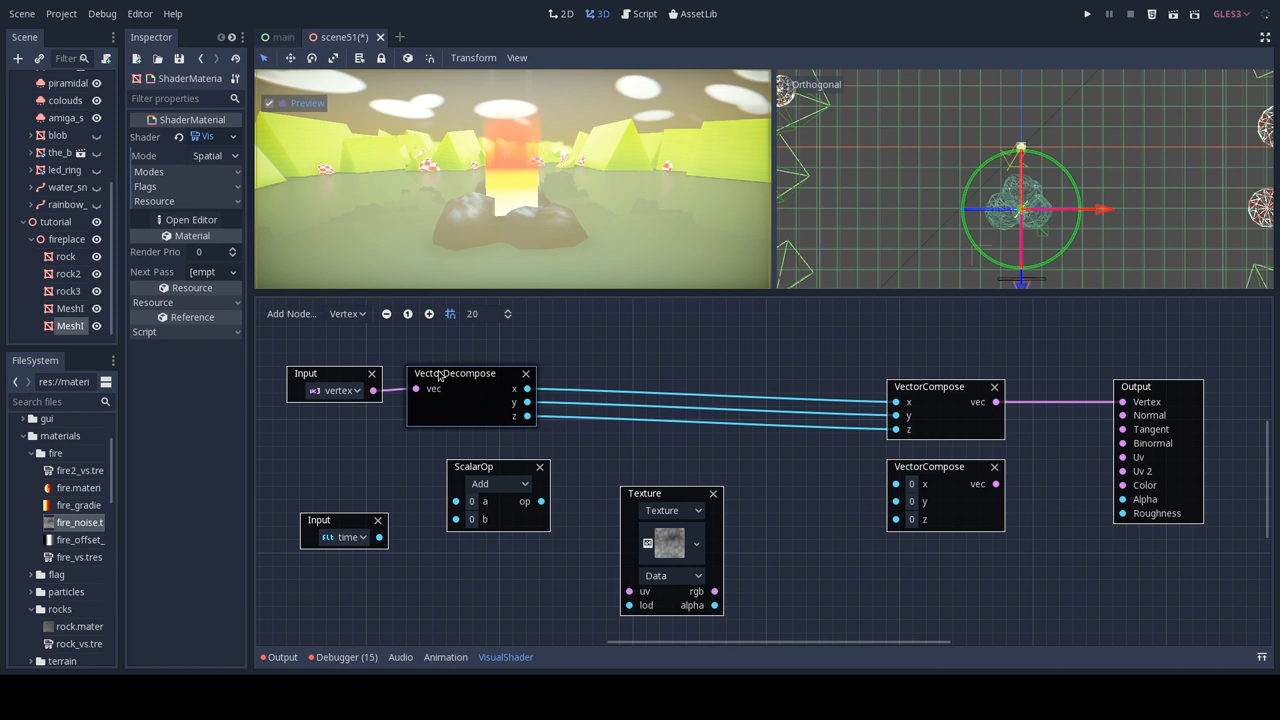 Scene Project Debug Editor Help
2D 3D Script AssetLib
GLES3
Scene
Inspector
main
scene51(*)
Filter
ShaderMateria
Transform View
Filter properties
Preview
Orthogonal
ShaderMaterial
Shader Vis
Mode Spatial
Modes
Flags
Resource
Open Editor
Material
Render Prio 0
Next Pass [empt
Resource
Resource
Reference
Script
piramidal
colouds
amiga_s
blob
the_b
led_ring
water_sn
rainbow_
tutorial
fireplace
rock
rock2
rock3
MeshI
MeshI
FileSystem
res://materi
Search files
gui
materials
fire
fire2_vs.tre
fire.materi
fire_gradie
fire_noise.t
fire_offset_
fire_vs.tres
flag
particles
rocks
rock.mater
rock_vs.tre
terrain
Add Node... Vertex 20
Input
vertex
VectorDecompose
vec x
y
z
ScalarOp
Add
0 a op
0 b
Input
time
Texture
Texture
Data
uv rgb
lod alpha
VectorCompose
x vec
y
z
VectorCompose
0 x vec
0 y
0 z
Output
Vertex
Normal
Tangent
Binormal
Uv
Uv 2
Color
Alpha
Roughness
Output Debugger (15) Audio Animation VisualShader